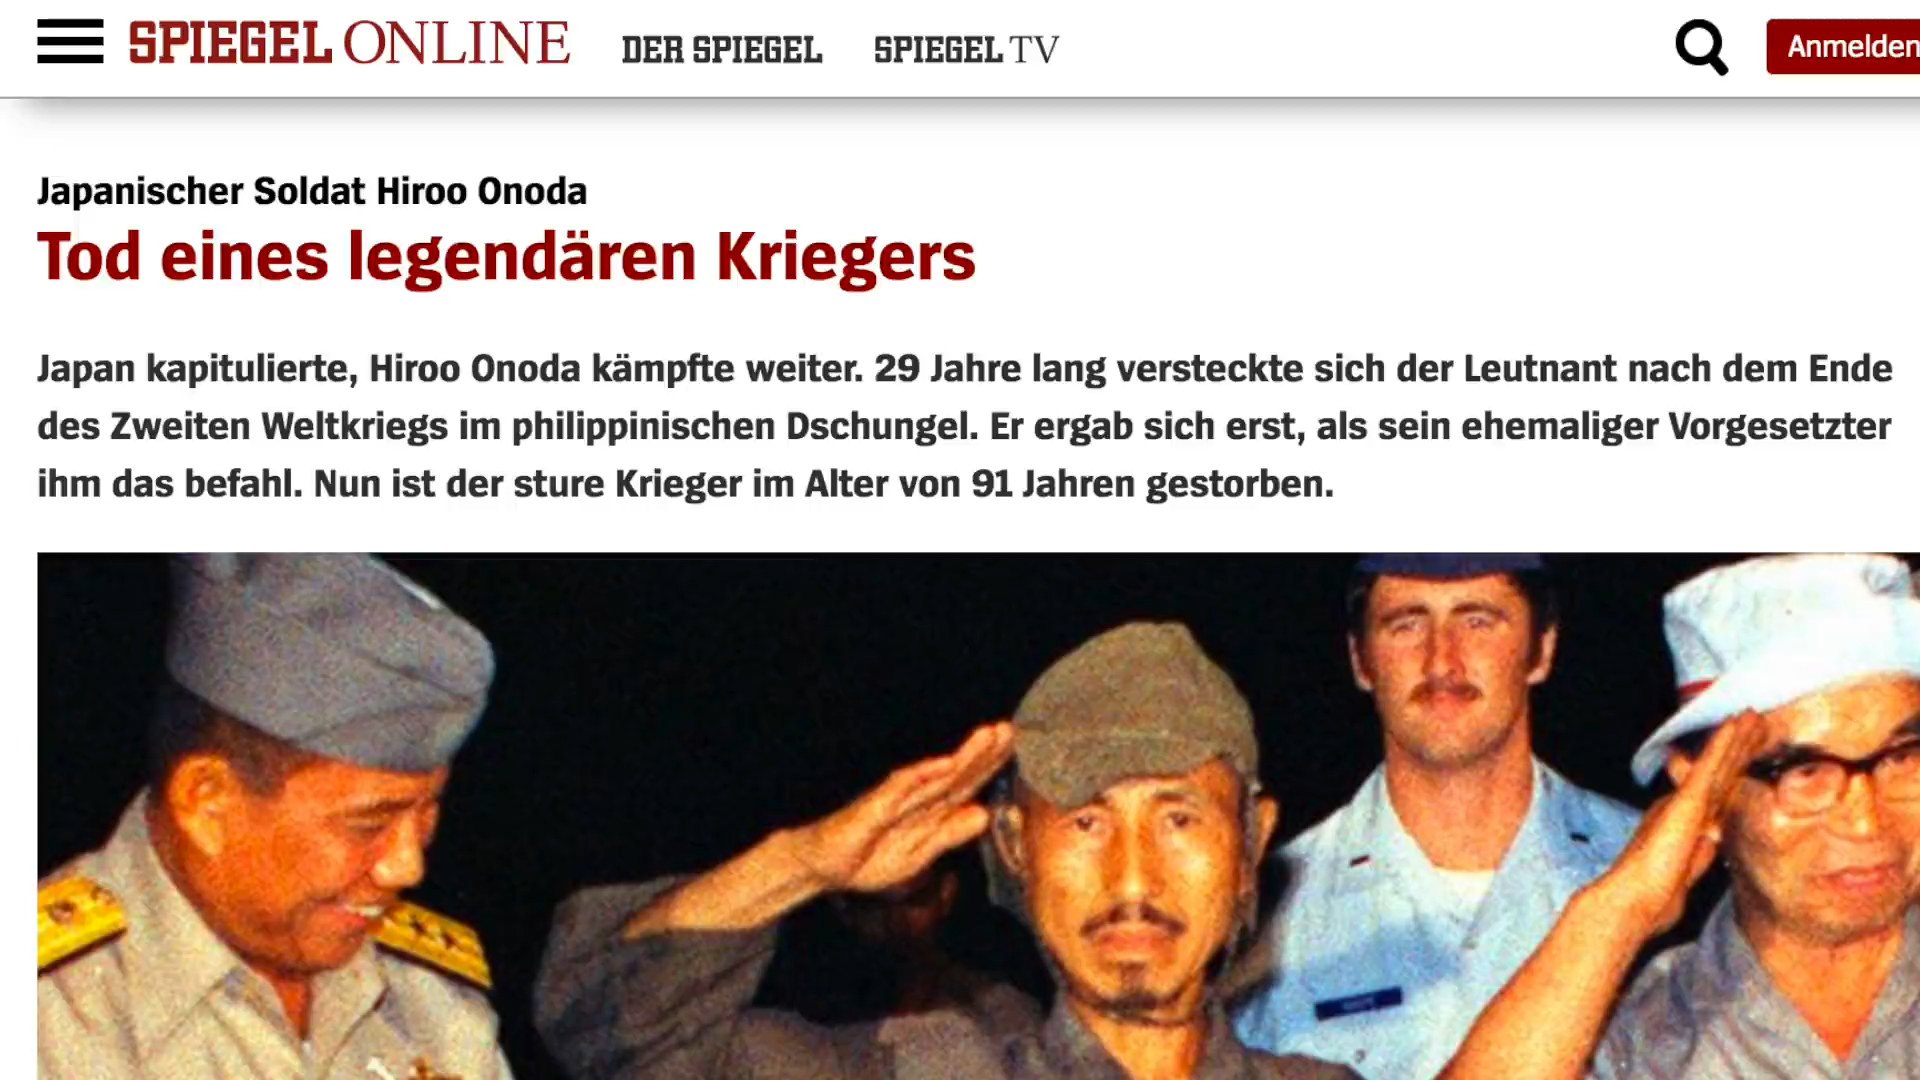 SPIEGEL ONLINE DER SPIEGEL SPIEGEL TV Anmelden
Japanischer Soldat Hiroo Onoda
Tod eines legendären Kriegers
Japan kapitulierte, Hiroo Onoda kämpfte weiter. 29 Jahre lang versteckte sich der Leutnant nach dem Ende
des Zweiten Weltkriegs im philippinischen Dschungel. Er ergab sich erst, als sein ehemaliger Vorgesetzter
ihm das befahl. Nun ist der sture Krieger im Alter von 91 Jahren gestorben.